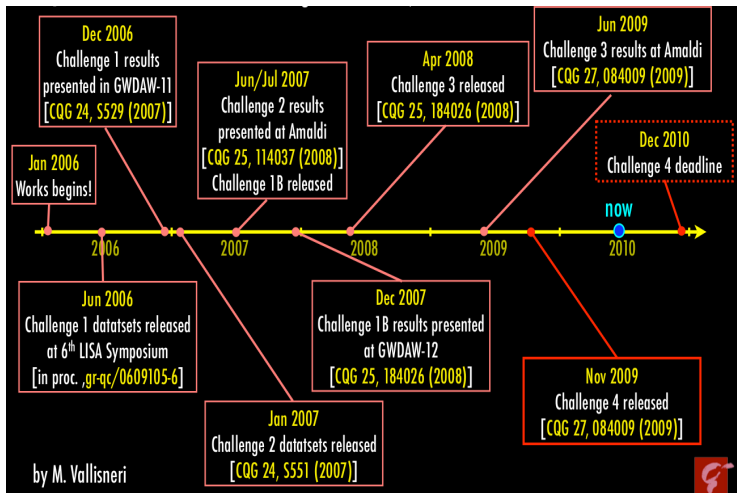 Dec 2006
Challenge 1 results
presented in GWDAW-11
[CQG 24, S529 (2007)]
Jun/Jul 2007
Challenge 2 results
presented at Amaldi
[CQG 25, 114037 (2008)]
Challenge 1B released
Apr 2008
Challenge 3 released
[CQG 25, 184026 (2008)]
Jun 2009
Challenge 3 results at Amaldi
[CQG 27, 084009 (2009)]
Jan 2006
Works begins!
Dec 2010
Challenge 4 deadline
now
2006
2007
2008
2009
2010
Jun 2006
Challenge 1 datatsets released
at 6th LISA Symposium
[in proc. ,gr-qc/0609105-6]
Dec 2007
Challenge 1B results presented
at GWDAW-12
[CQG 25, 184026 (2008)]
Jan 2007
Challenge 2 datatsets released
[CQG 24, S551 (2007)]
Nov 2009
Challenge 4 released
[CQG 27, 084009 (2009)]
by M. Vallisneri